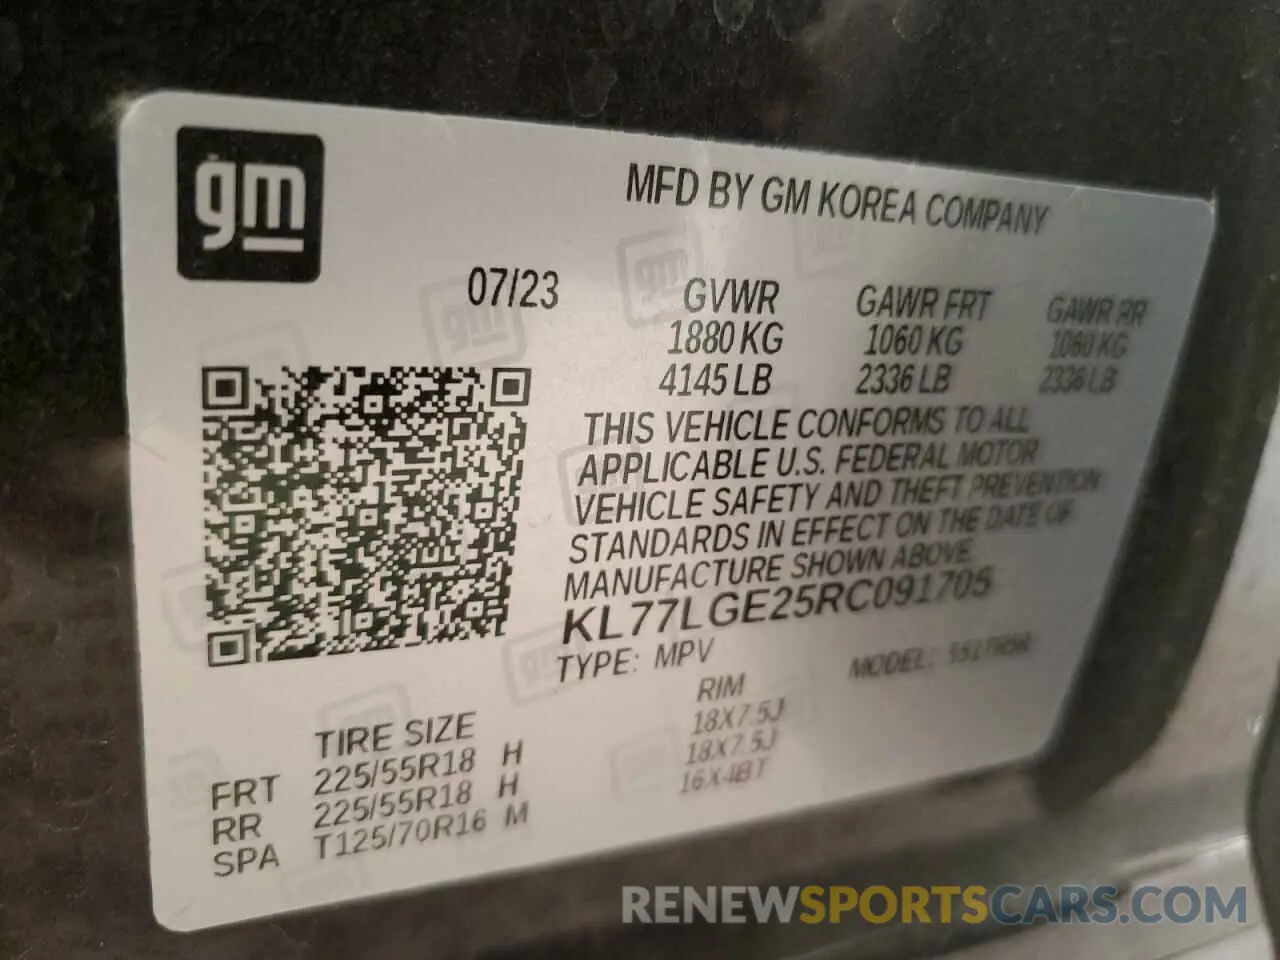 gm
MFD BY GM KOREA COMPANY
07/23 GVWR GAWR FRT GAWR RR
1880 KG 1060 KG 1060 KG
4145 LB 2336 LB 2336 LB
THIS VEHICLE CONFORMS TO ALL
APPLICABLE U.S. FEDERAL MOTOR
VEHICLE SAFETY AND THEFT PREVENTION
STANDARDS IN EFFECT ON THE DATE OF
MANUFACTURE SHOWN ABOVE.
KL77LGE25RC091705
TYPE: MPV MODEL:
TIRE SIZE RIM
FRT 225/55R18 H 18X7.5J
RR 225/55R18 H 18X7.5J
SPA T125/70R16 M 16X4BT
RENEWSPORTSCARS.COM